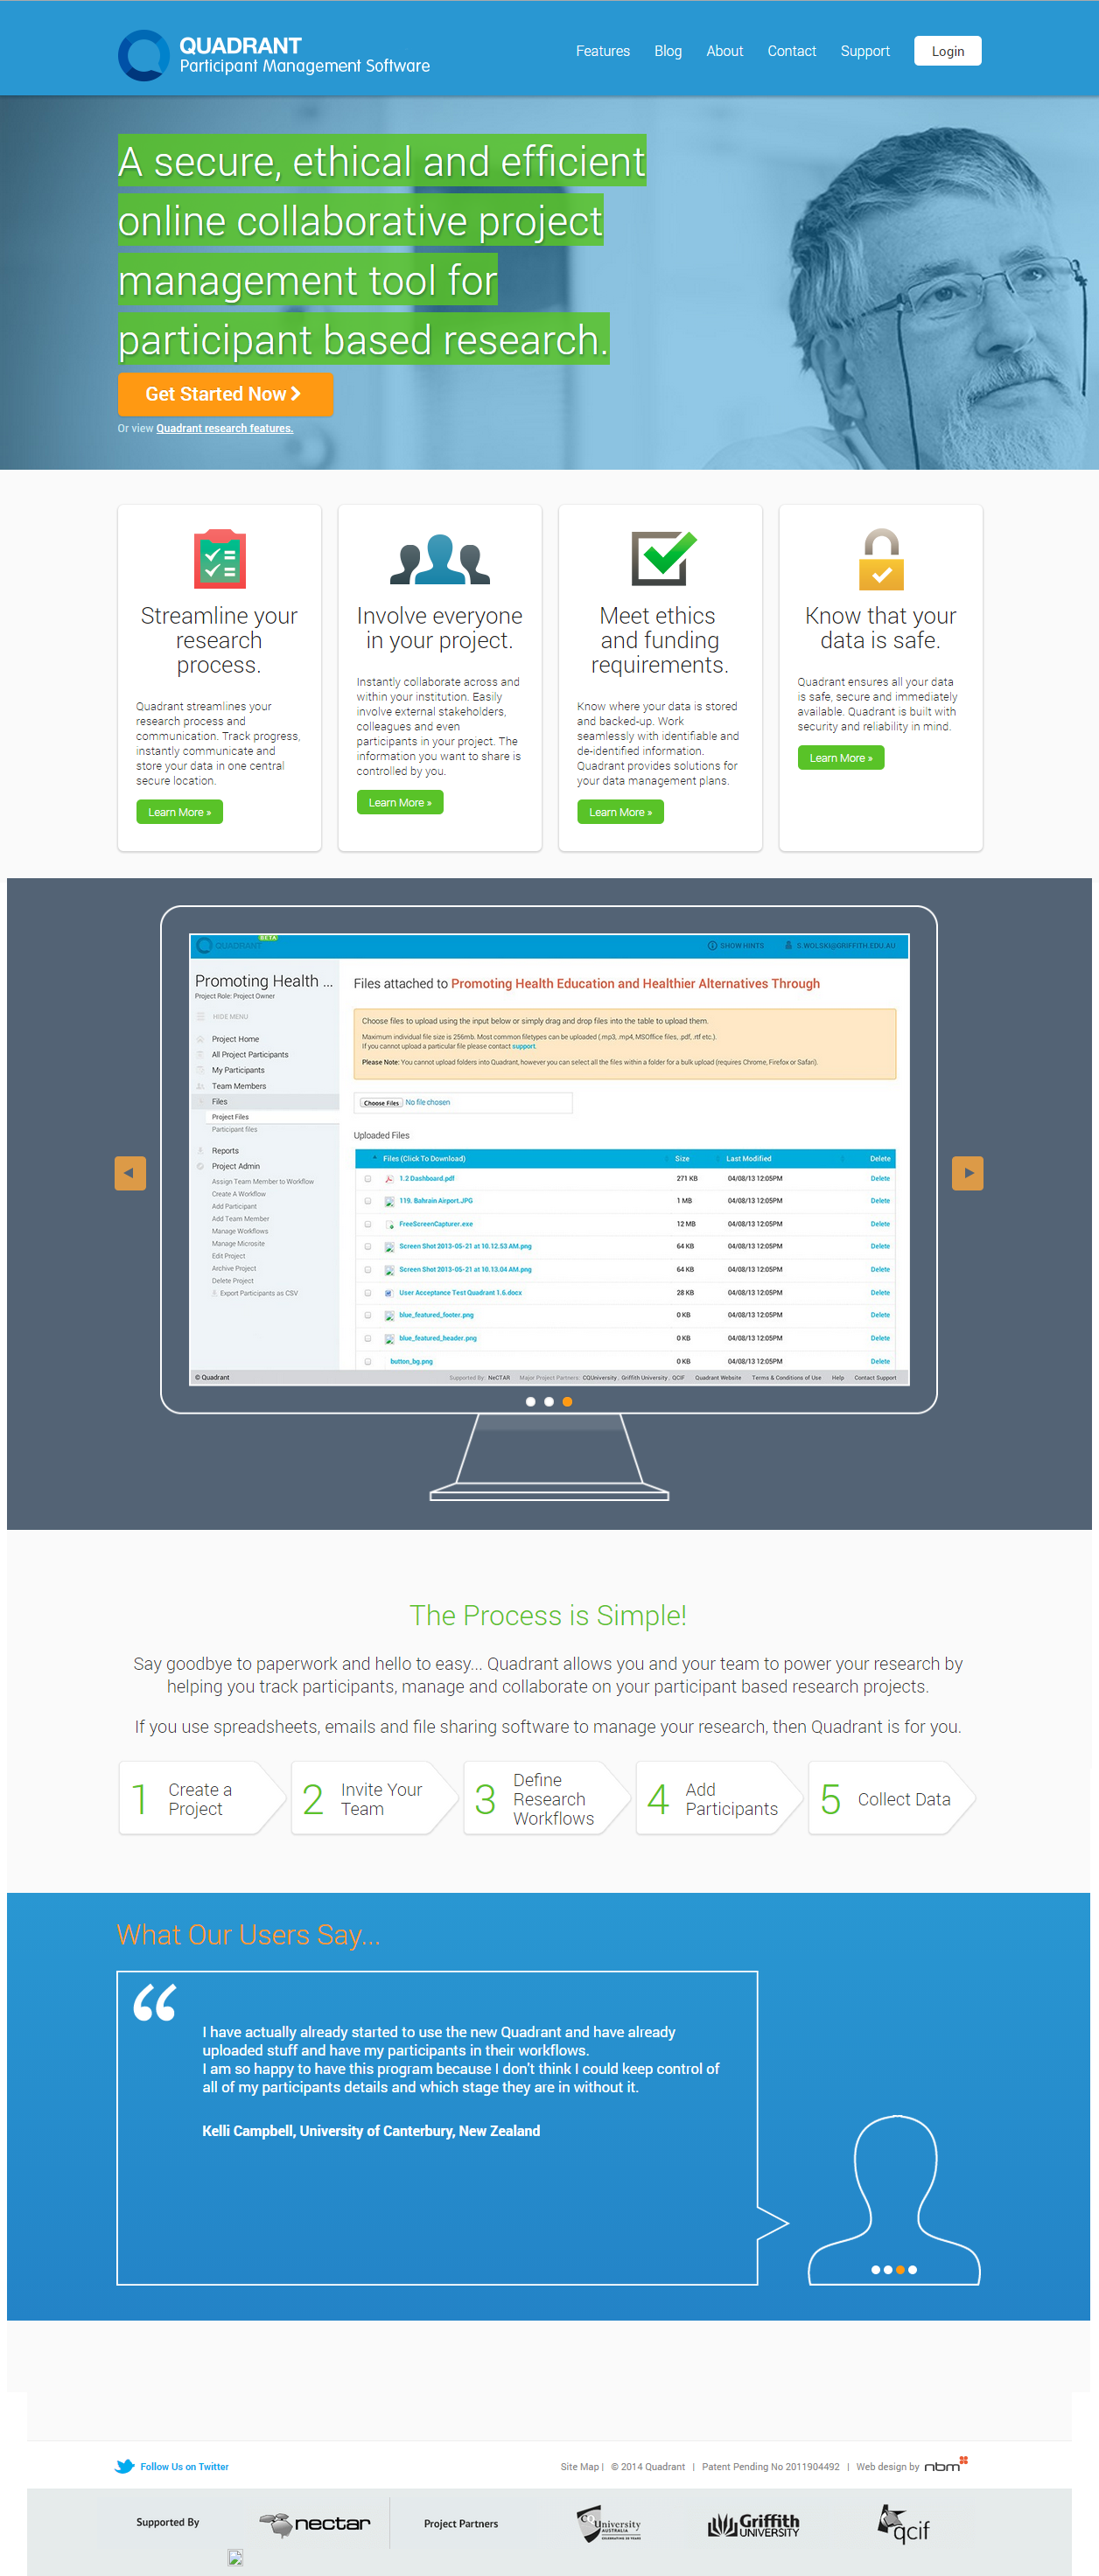 QUADRANT
Participant Management Software
Features
Blog
About
Contact
Support
Login
A secure, ethical and efficient
online collaborative project
management tool for
participant based research.
Get Started Now
Or view Quadrant research features.
Streamline your
research
process.
Quadrant streamlines your
research process and
communication. Track progress,
instantly communicate and
store your data in one central
secure location.
Learn More »
Involve everyone
in your project.
Instantly collaborate across and
within your institution. Easily
involve external stakeholders,
colleagues and even
participants in your project. The
information you want to share is
controlled by you.
Learn More »
Meet ethics
and funding
requirements.
Know where your data is stored
and backed-up. Work
seamlessly with identifiable and
de-identified information.
Quadrant provides solutions for
your data management plans.
Learn More »
Know that your
data is safe.
Quadrant ensures all your data
is safe, secure and immediately
available. Quadrant is built with
security and reliability in mind.
Learn More »
QUADRANT
BETA
SHOW HINTS
S.WOLSKI@GRIFFITH.EDU.AU
Promoting Health ...
Project Role: Project Owner
HIDE MENU
Project Home
All Project Participants
My Participants
Team Members
Files
Project Files
Participant files
Reports
Project Admin
Assign Team Member to Workflow
Create A Workflow
Add Participant
Add Team Member
Manage Workflows
Manage Microsite
Edit Project
Archive Project
Delete Project
Export Participants as CSV
Files attached to Promoting Health Education and Healthier Alternatives Through
Choose files to upload using the input below or simply drag and drop files into the table to upload them.
Maximum individual file size is 256mb. Most common filetypes can be uploaded (.mp3, .mp4, MSOffice files, .pdf, .rtf etc.).
If you cannot upload a particular file please contact support.
Please Note: You cannot upload folders into Quadrant, however you can select all the files within a folder for a bulk upload (requires Chrome, Firefox or Safari).
Choose Files No file chosen
Uploaded Files
Files (Click To Download) Size Last Modified Delete
1.2 Dashboard.pdf 271 KB 04/08/13 12:05PM Delete
119. Bahrain Airport.JPG 1 MB 04/08/13 12:05PM Delete
FreeScreenCapturer.exe 12 MB 04/08/13 12:05PM Delete
Screen Shot 2013-05-21 at 10.12.53 AM.png 64 KB 04/08/13 12:05PM Delete
Screen Shot 2013-05-21 at 10.13.04 AM.png 64 KB 04/08/13 12:05PM Delete
User Acceptance Test Quadrant 1.6.docx 28 KB 04/08/13 12:05PM Delete
blue_featured_footer.png 0 KB 04/08/13 12:05PM Delete
blue_featured_header.png 0 KB 04/08/13 12:05PM Delete
button_bg.png 0 KB 04/08/13 12:05PM Delete
© Quadrant
Supported By: NeCTAR Major Project Partners: CQUniversity , Griffith University , QCIF Quadrant Website Terms & Conditions of Use Help Contact Support
The Process is Simple!
Say goodbye to paperwork and hello to easy... Quadrant allows you and your team to power your research by
helping you track participants, manage and collaborate on your participant based research projects.
If you use spreadsheets, emails and file sharing software to manage your research, then Quadrant is for you.
1 Create a
Project
2 Invite Your
Team
3 Define
Research
Workflows
4 Add
Participants
5 Collect Data
What Our Users Say...
“
I have actually already started to use the new Quadrant and have already
uploaded stuff and have my participants in their workflows.
I am so happy to have this program because I don't think I could keep control of
all of my participants details and which stage they are in without it.
Kelli Campbell, University of Canterbury, New Zealand
Follow Us on Twitter
Site Map | © 2014 Quadrant | Patent Pending No 2011904492 | Web design by nbm
Supported By
nectar
Project Partners
CQUniversity
AUSTRALIA
CELEBRATING 20 YEARS
Griffith
UNIVERSITY
qcif